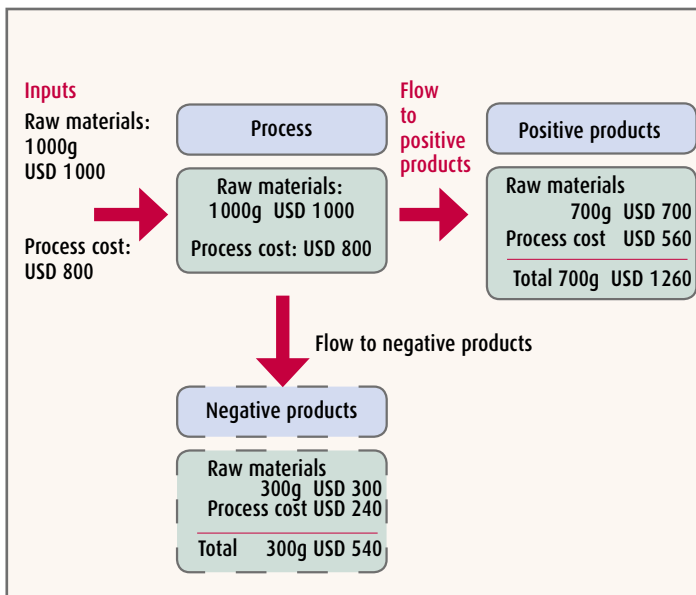 Inputs
Raw materials:
1000g
USD 1000
Process cost:
USD 800
Process
Raw materials:
1000g USD 1000
Process cost: USD 800
Flow
to
positive
products
Positive products
Raw materials
700g USD 700
Process cost USD 560
Total 700g USD 1260
Flow to negative products
Negative products
Raw materials
300g USD 300
Process cost USD 240
Total 300g USD 540